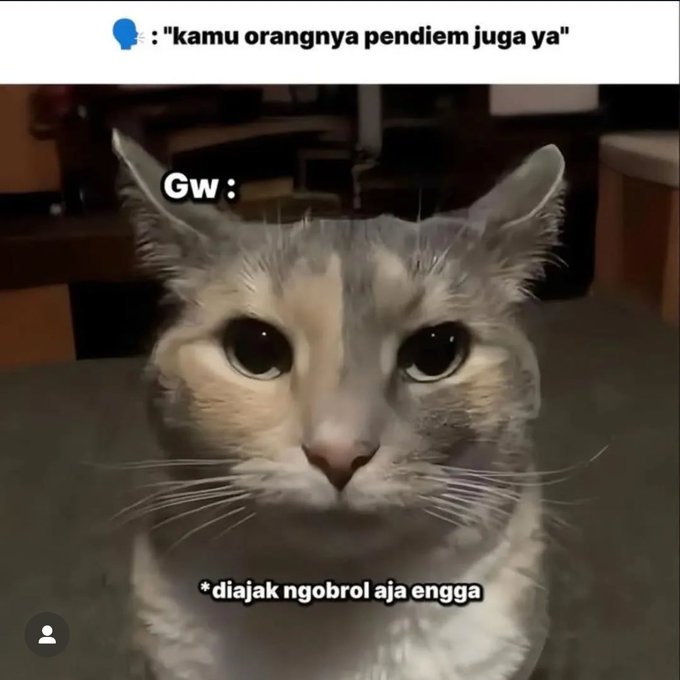 🗣️ : "kamu orangnya pendiem juga ya"
Gw :
*diajak ngobrol aja engga